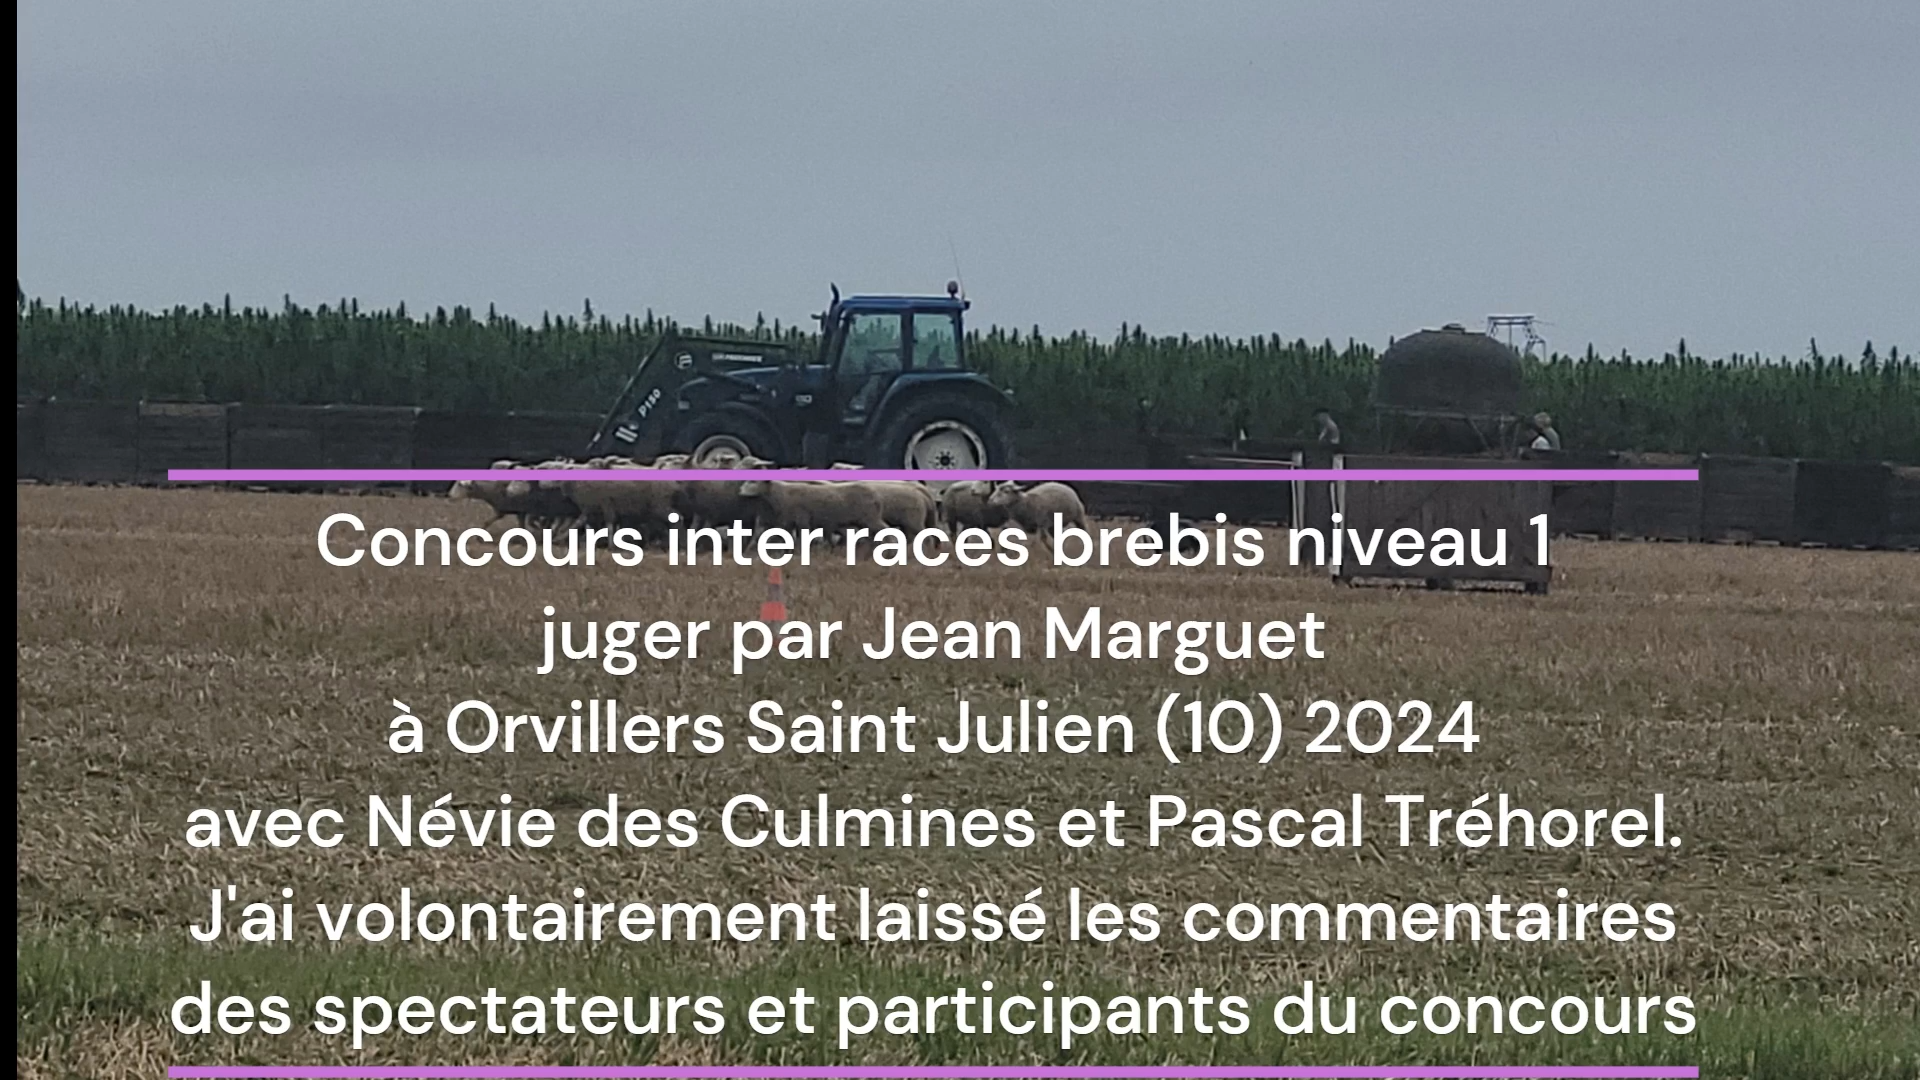 P150
Concours inter races brebis niveau 1
juger par Jean Marguet
à Orvillers Saint Julien (10) 2024
avec Névie des Culmines et Pascal Tréhorel.
J'ai volontairement laissé les commentaires
des spectateurs et participants du concours